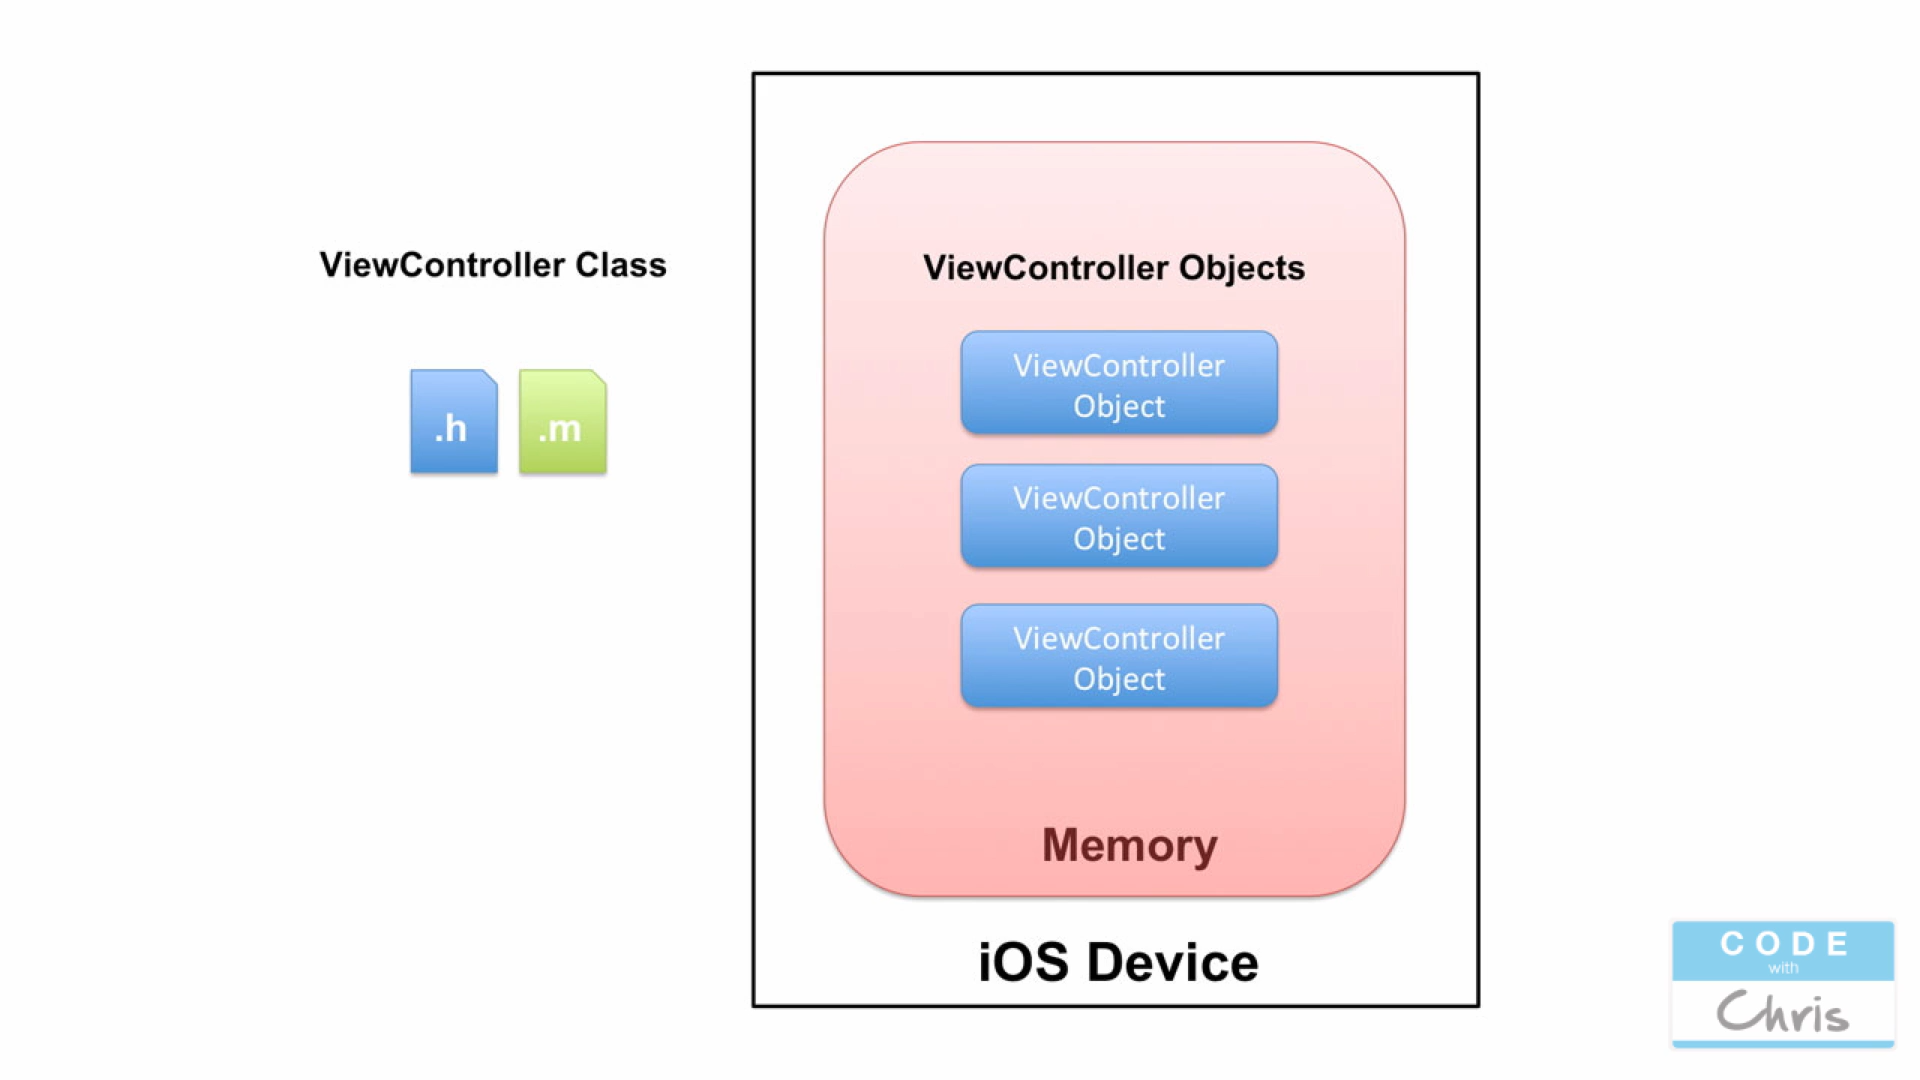 ViewController Class
.h
.m
ViewController Objects
ViewController
Object
ViewController
Object
ViewController
Object
Memory
iOS Device
CODE
with
Chris